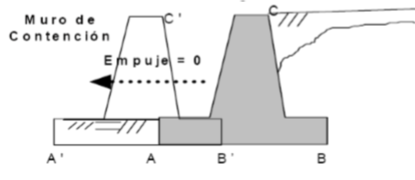 Muro de
Contención
C'
C
Empuje = 0
A'
A
B'
B